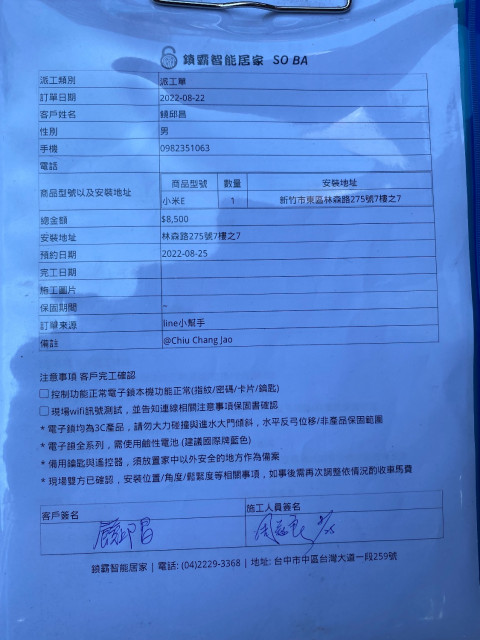 鎖霸智能居家 SO BA
派工類別 派工單
訂單日期 2022-08-22
客戶姓名 饒邱昌
性別 男
手機 0982351063
電話
商品型號以及安裝地址 商品型號 數量 安裝地址
小米E 1 新竹市東區林森路275號7樓之7
總金額 $8,500
安裝地址 林森路275號7樓之7
預約日期 2022-08-25
完工日期
施工圖片
保固期間 –
訂單來源 line小幫手
備註 @Chiu Chang Jao
注意事項 客戶完工確認
控制功能正常電子鎖本機功能正常(指紋/密碼/卡片/鑰匙)
現場wifi訊號測試，並告知連線相關注意事項保固書確認
* 電子鎖均為3C產品，請勿大力碰撞與進水大門傾斜，水平反弓位移/非產品保固範圍
* 電子鎖全系列，需使用鹼性電池 (建議國際牌藍色)
* 備用鑰匙與遙控器，須放置家中以外安全的地方作為備案
* 現場雙方已確認，安裝位置/角度/鬆緊度等相關事項，如事後需再次調整依情況酌收車馬費
客戶簽名 施工人員簽名
8/25
鎖霸智能居家 | 電話: (04)2229-3368 | 地址: 台中市中區台灣大道一段259號